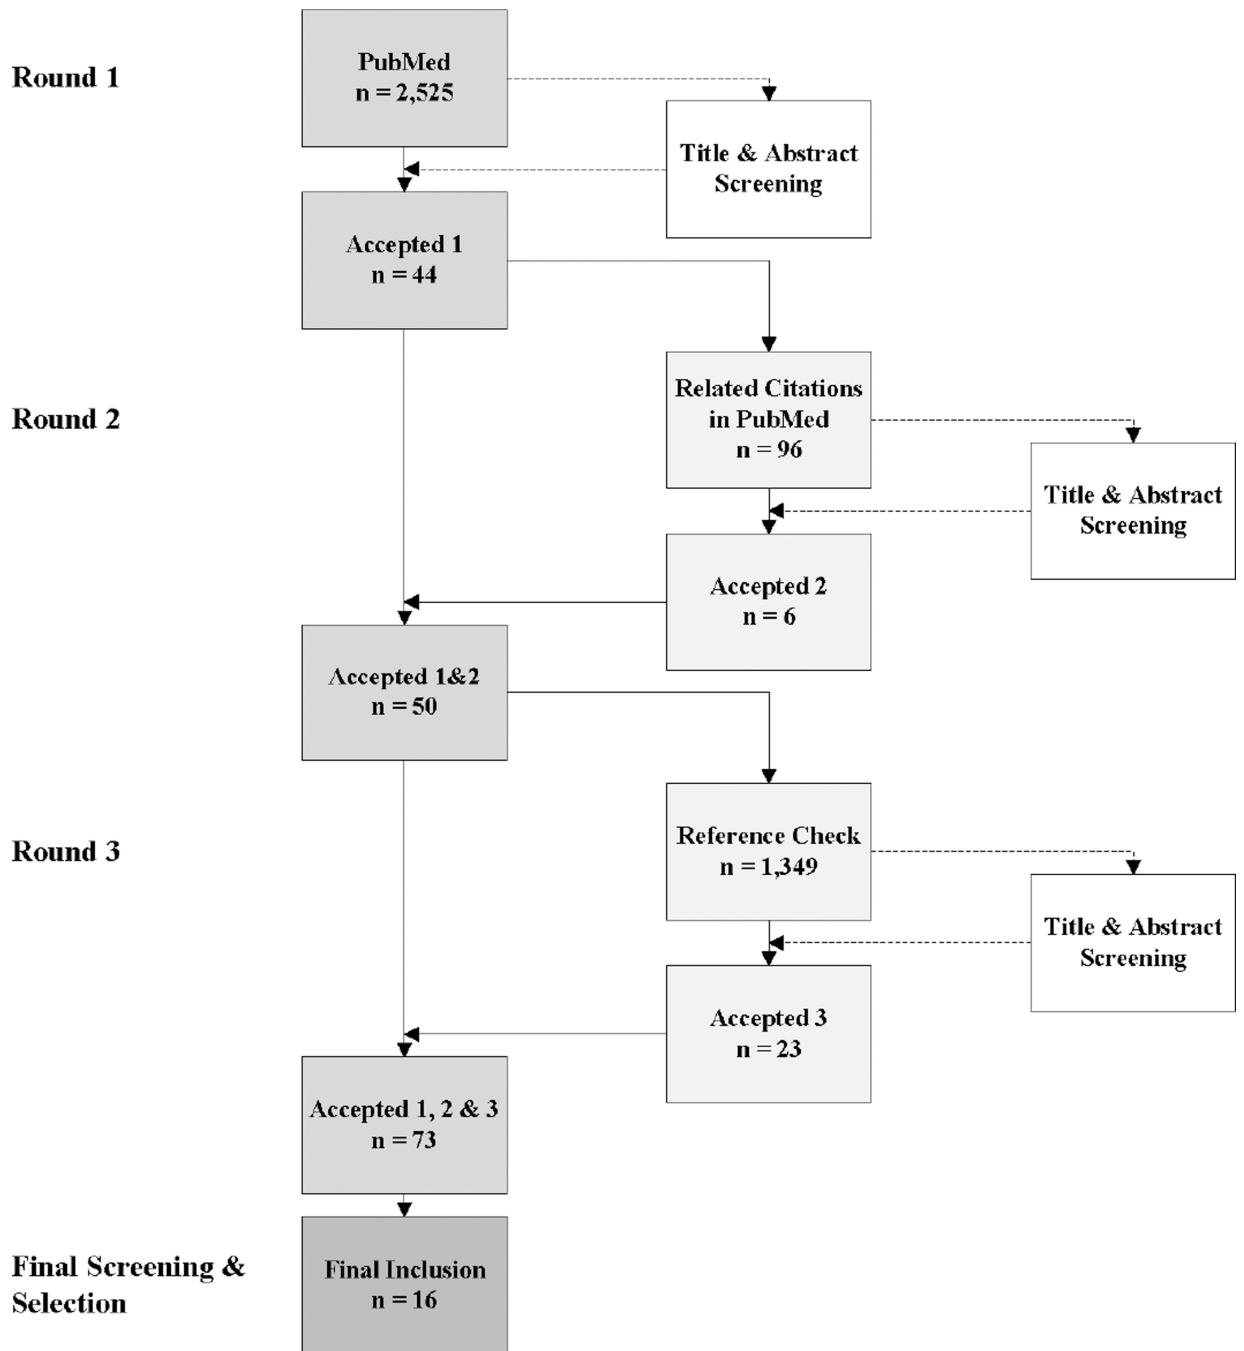 Round 1
PubMed
n = 2,525
Title & Abstract
Screening
Accepted 1
n = 44
Round 2
Related Citations
in PubMed
n = 96
Title & Abstract
Screening
Accepted 2
n = 6
Accepted 1&2
n = 50
Round 3
Reference Check
n = 1,349
Title & Abstract
Screening
Accepted 3
n = 23
Accepted 1, 2 & 3
n = 73
Final Screening &
Selection
Final Inclusion
n = 16